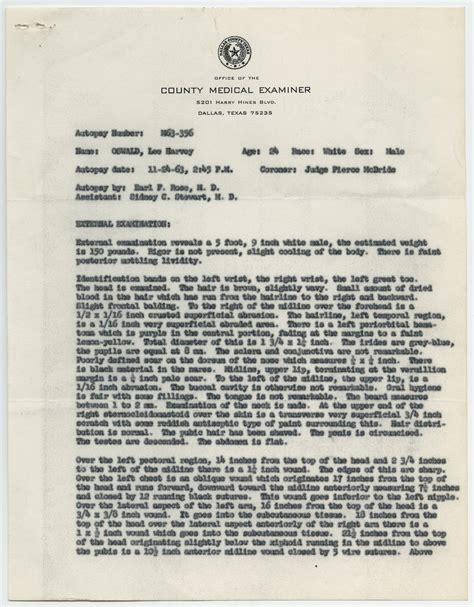 OFFICE OF THE
COUNTY MEDICAL EXAMINER
5201 HARRY HINES BLVD.
DALLAS, TEXAS 75235
Autopsy Number: M63-356
Name: OSWALD, Lee Harvey Age: 24 Race: White Sex: Male
Autopsy date: 11-24-63, 2:45 P.M. Coroner: Judge Pierce McBride
Autopsy by: Earl F. Rose, M. D.
Assistant: Sidney C. Stewart, M. D.
EXTERNAL EXAMINATION:
External examination reveals a 5 foot, 9 inch white male, the estimated weight
is 150 pounds. Rigor is not present, slight cooling of the body. There is faint
posterior mottling lividity.
Identification bands on the left wrist, the right wrist, the left great toe.
The head is examined. The hair is brown, slightly wavy. Small amount of dried
blood in the hair which has run from the hairline to the right and backward.
Slight frontal balding. To the right of the midline over the forehead is a
1/2 x 1/16 inch crusted superficial abrasion. The hairline, left temporal region,
is a 1/16 inch very superficial abraded area. There is a left periorbital hema-
toma which is purple in the central portion, fading at the margins to a faint
lemon-yellow. Total diameter of this is 1 3/4 x 1½ inch. The irides are grey-blue,
the pupils are equal at 8 mm. The sclera and conjunctiva are not remarkable.
Poorly defined scar on the dorsum of the nose which measures ½ x ½ inch. There
is black material in the nares. Midline, upper lip, terminating at the vermillion
margin is a ½ inch pale scar. To the left of the midline, the upper lip, is a
1/16 inch abrasion. The buccal cavity is otherwise not remarkable. Oral hygiene
is fair with some fillings. The tongue is not remarkable. The beard measures
between 1 to 2 mm. Examination of the neck is made. At the upper end of the
right sternocleidomastoid over the skin is a transverse very superficial 3/4 inch
scratch with some reddish antiseptic type of paint surrounding this. Hair distri-
bution is normal. The pubic hair has been shaved. The penis is circumcised.
The testes are descended. The abdomen is flat.
Over the left pectoral region, 14 inches from the top of the head and 2 3/4 inches
to the left of the midline there is a wound. The edges of this are sharp.
Over the left chest is an oblique wound which originates 17 inches from the top of
the head and runs forward, downward toward the midline anteriorly measuring inches
and closed by 12 running black sutures. This wound goes inferior to the left nipple.
Over the lateral aspect of the left arm, 16 inches from the top of the head is a
3/4 x 3/8 inch wound. It goes into the subcutaneous tissue. 18 inches from the
top of the head over the lateral aspect anteriorly of the right arm there is a
1 x ½ inch wound which goes into the subcutaneous tissue. inches from the top
of the head originating slightly below the xiphoid running in the midline to above
the pubis is a 10½ inch anterior midline wound closed by 5 wire sutures. Above